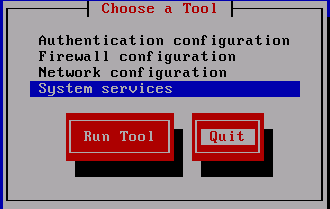 Choose a Tool
Authentication configuration
Firewall configuration
Network configuration
System services
Run Tool
Quit